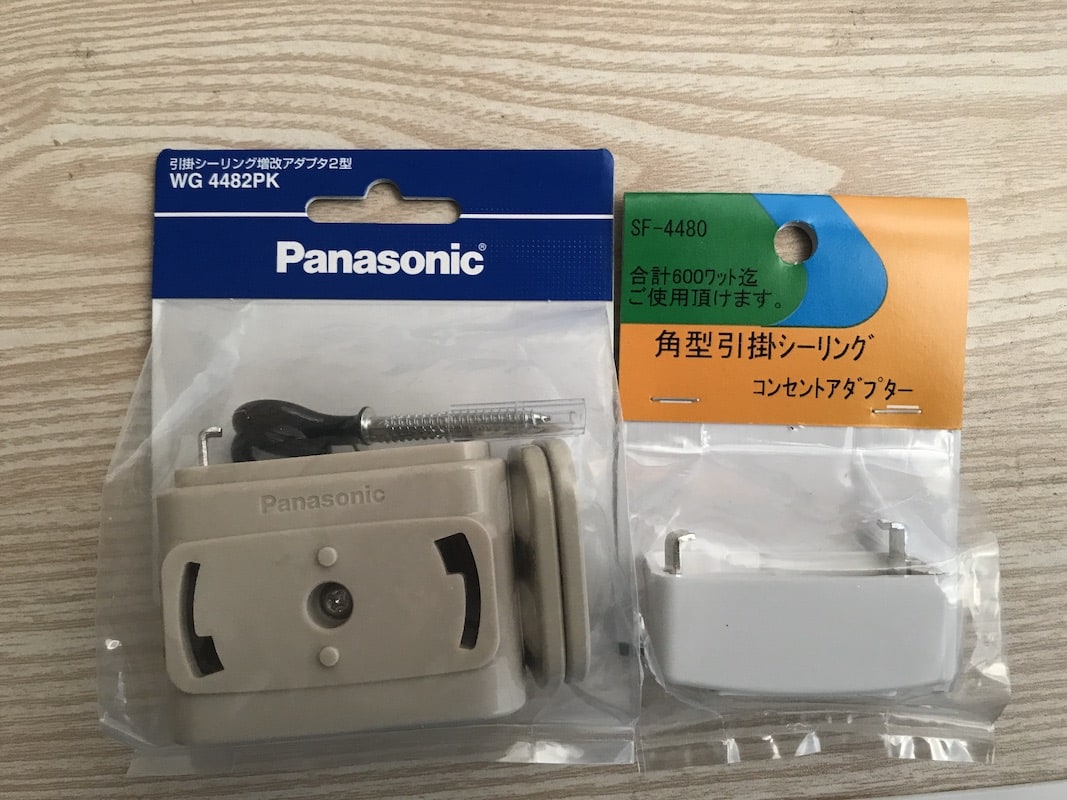 引掛シーリング増改アダプタ2型
WG 4482PK
Panasonic®
Panasonic
SF-4480
合計600ワット迄
ご使用頂けます。
角型引掛シーリング
コンセントアダプター